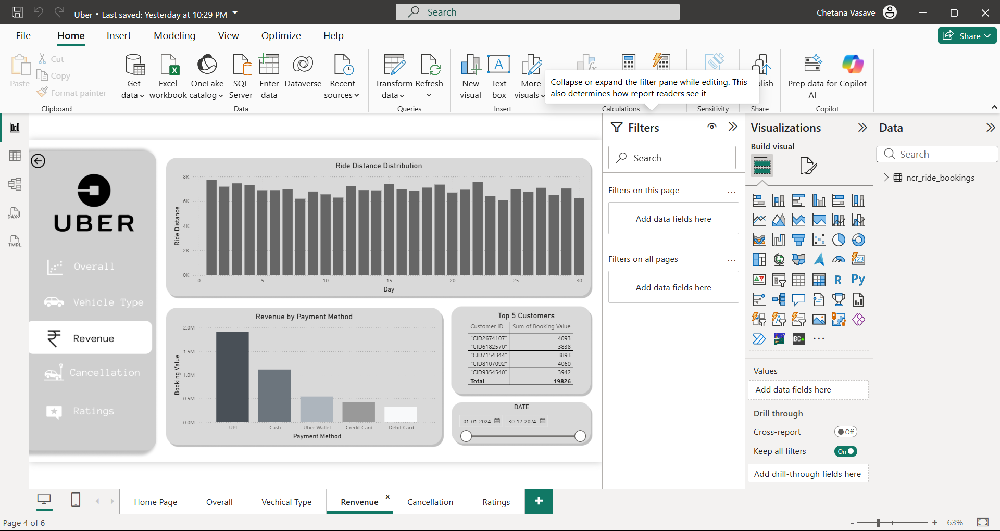 Uber • Last saved: Yesterday at 10:29 PM
Search
Chetana Vasave
File
Home
Insert
Modeling
View
Optimize
Help
Share
Paste
Cut
Copy
Format painter
Clipboard
Get data
Excel workbook
OneLake catalog
SQL Server
Enter data
Dataverse
Recent sources
Data
Transform data
Refresh
Queries
New visual
Text box
More visuals
Insert
Collapse or expand the filter pane while editing. This
also determines how report readers see it
Calculations
Sensitivity
lish
Share
Prep data for AI
Copilot
Copilot
DAX
TMDL
UBER
Overall
Vehicle Type
Revenue
Cancellation
Ratings
Ride Distance Distribution
8K
6K
4K
2K
0K
Ride Distance
0 5 10 15 20 25 30
Day
Revenue by Payment Method
2.0M
1.5M
1.0M
0.5M
0.0M
Booking Value
UPI Cash Uber Wallet Credit Card Debit Card
Payment Method
Top 5 Customers
Customer ID Sum of Booking Value
"CID2674107" 4093
"CID6182570" 3838
"CID7154344" 3893
"CID8107092" 4060
"CID9354540" 3942
Total 19826
DATE
01-01-2024 30-12-2024
Filters
Search
Filters on this page ...
Add data fields here
Filters on all pages ...
Add data fields here
Visualizations
Build visual
123
R
Py
BCA
...
Values
Add data fields here
Drill through
Cross-report Off
Keep all filters On
Add drill-through fields here
Data
Search
ncr_ride_bookings
Home Page
Overall
Vechical Type
Renvenue x
Cancellation
Ratings
+
Page 4 of 6
- + 63%